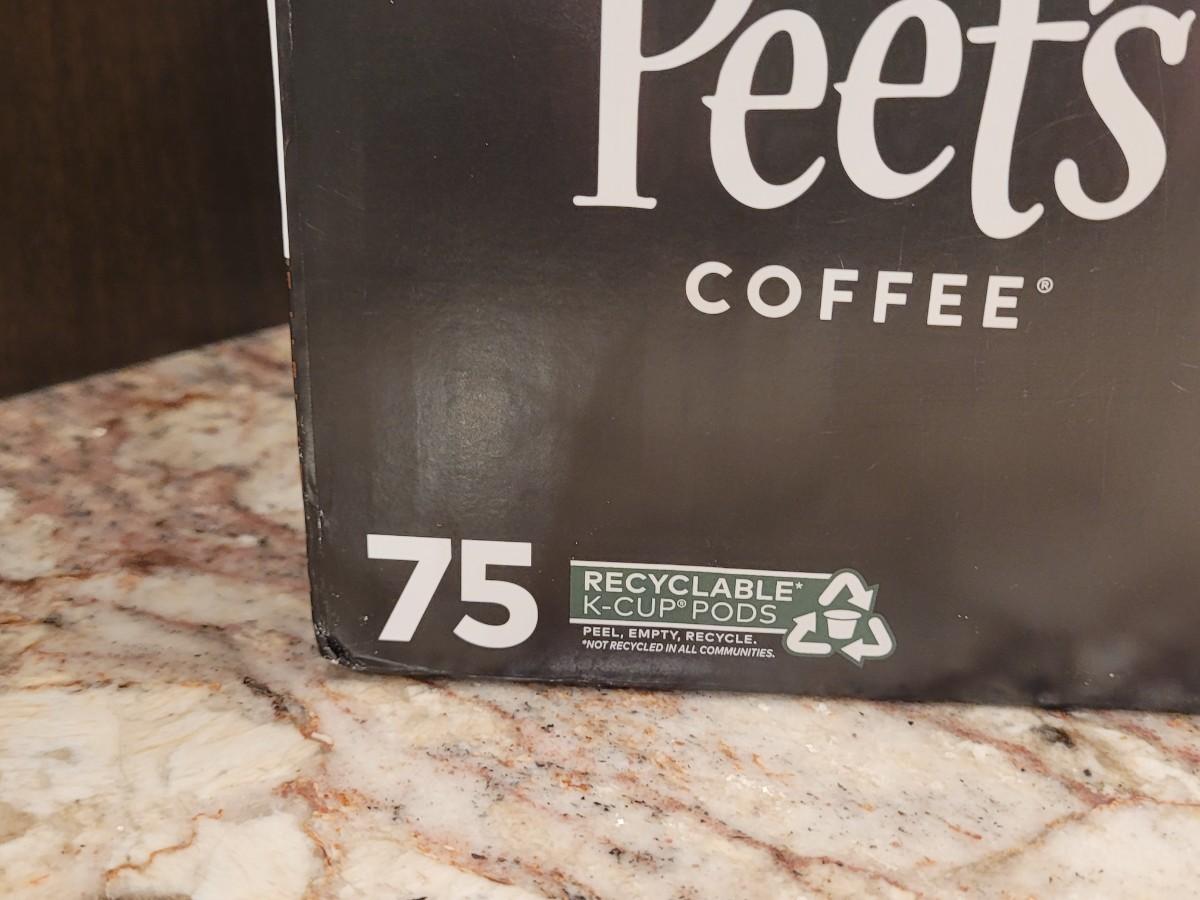 Peet's
COFFEE®
75
RECYCLABLE*
K-CUP® PODS
PEEL, EMPTY, RECYCLE.
*NOT RECYCLED IN ALL COMMUNITIES.